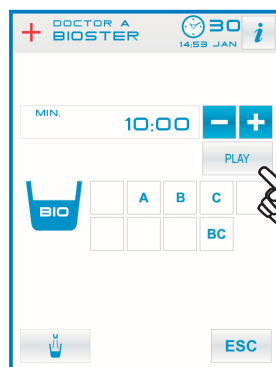 DOCTOR A
BIOSTER
30
14:53 JAN
i
MIN.
10:00
PLAY
BIO
A B C
BC
ESC